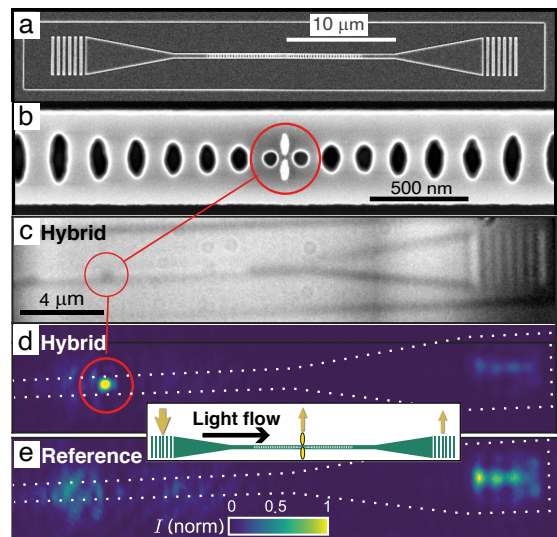 a
10 μm
b
500 nm
c Hybrid
4 μm
d Hybrid
Light flow
e Reference
I (norm)
0 0,5 1